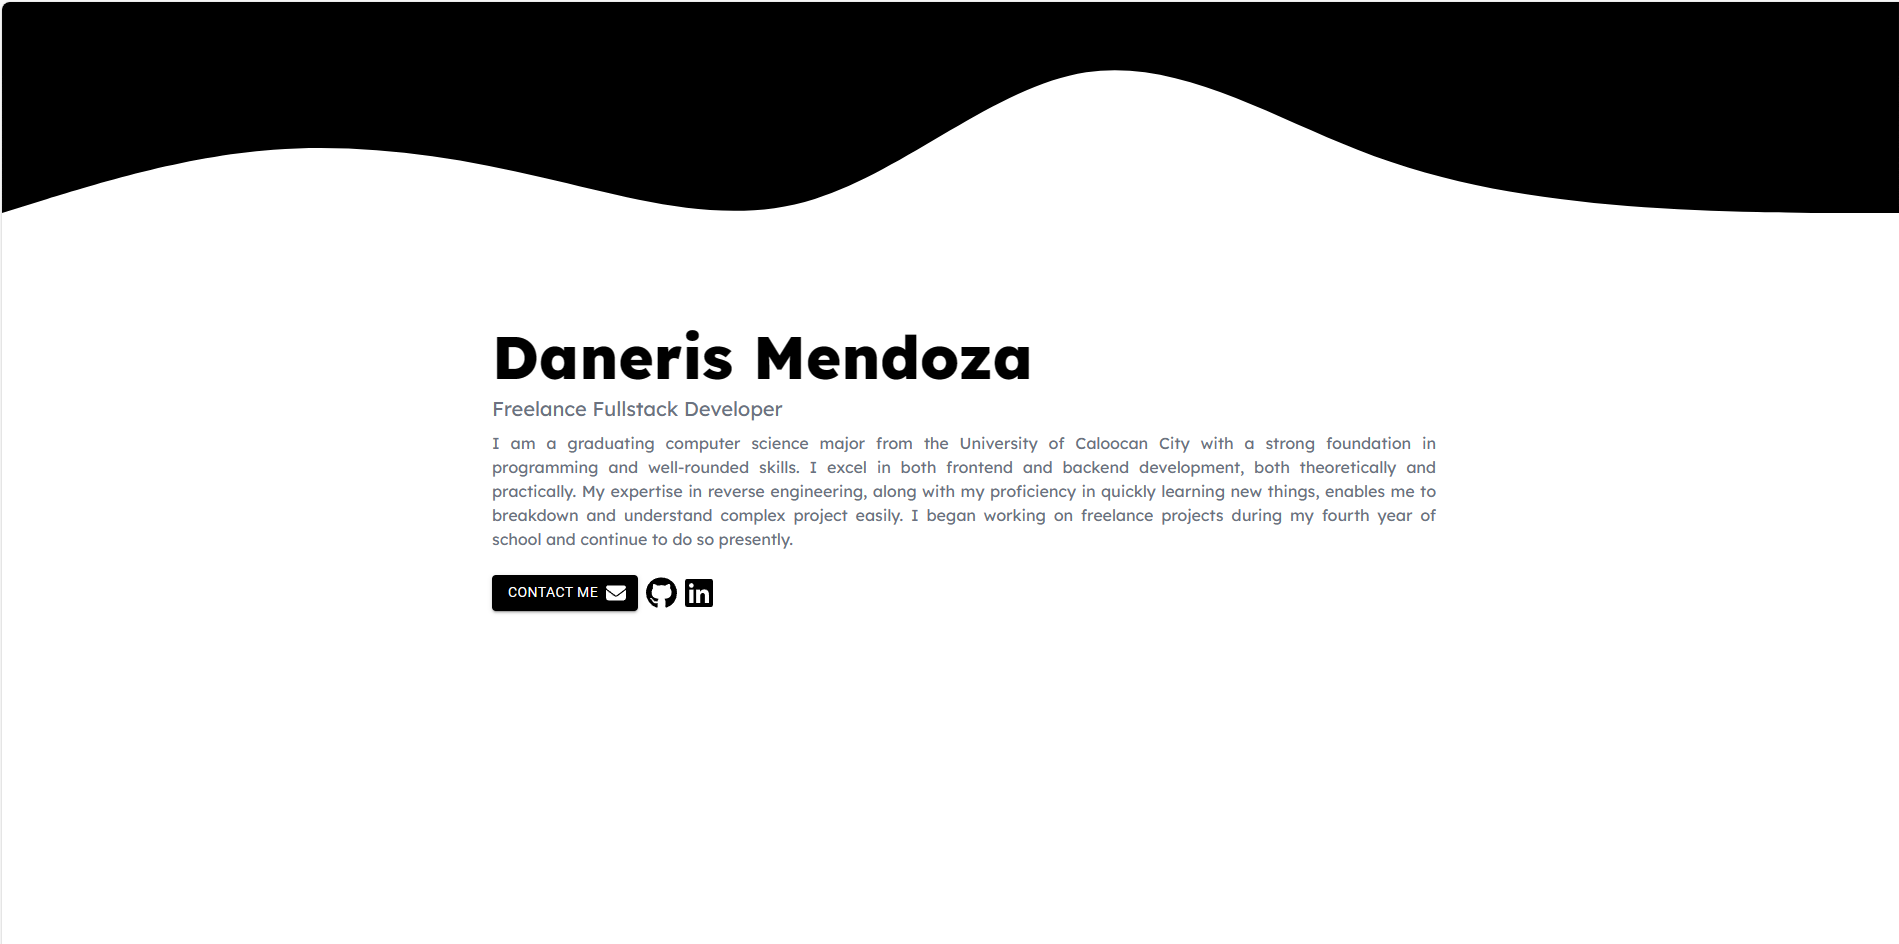 Daneris Mendoza
Freelance Fullstack Developer
I am a graduating computer science major from the University of Caloocan City with a strong foundation in
programming and well-rounded skills. I excel in both frontend and backend development, both theoretically and
practically. My expertise in reverse engineering, along with my proficiency in quickly learning new things, enables me to
breakdown and understand complex project easily. I began working on freelance projects during my fourth year of
school and continue to do so presently.
CONTACT ME
in